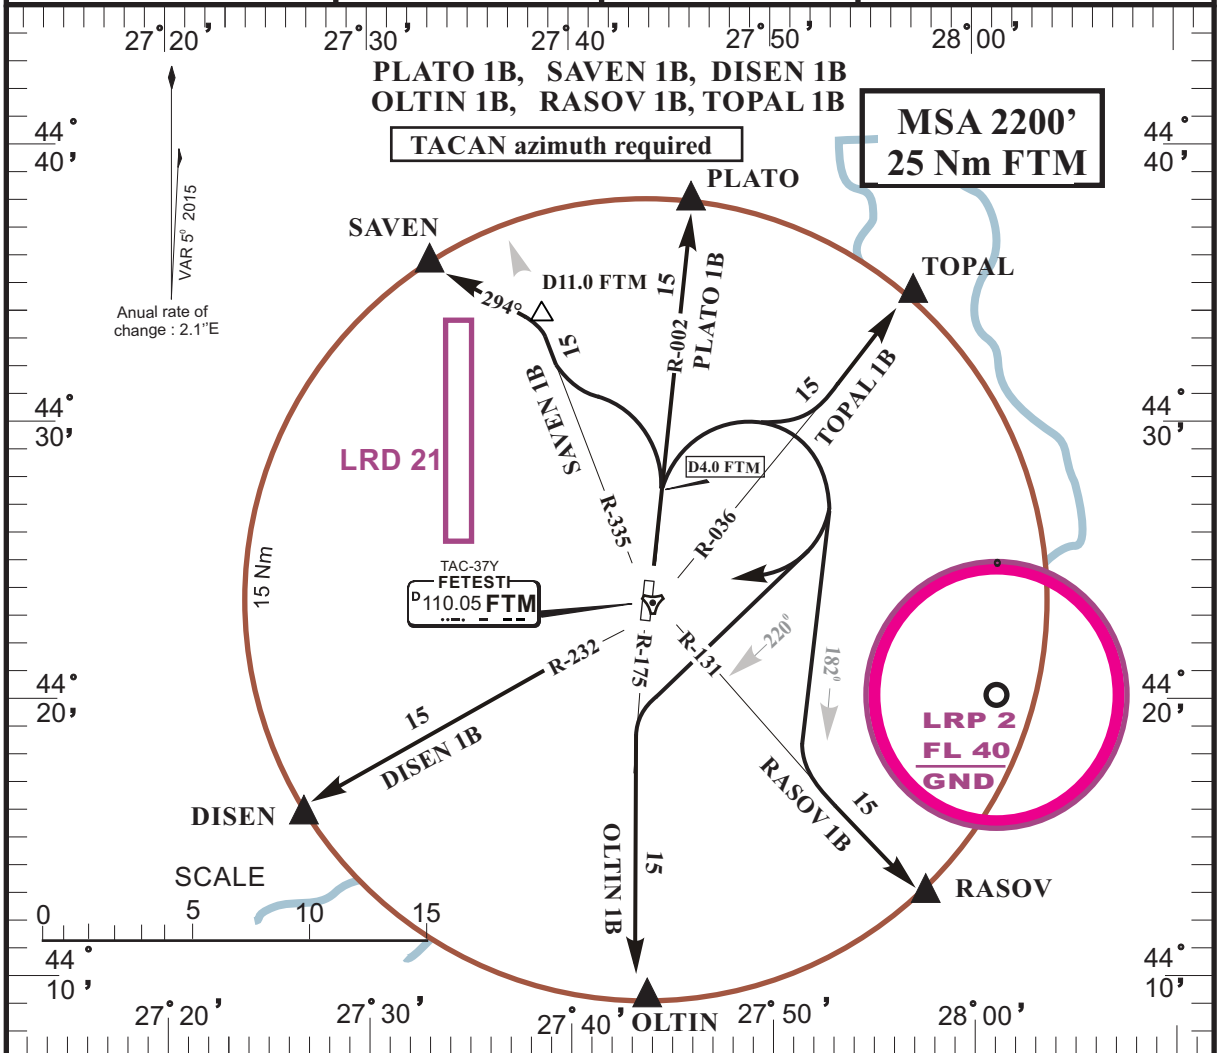 27° 20'
27° 30'
27° 40'
27° 50'
28° 00'
PLATO 1B, SAVEN 1B, DISEN 1B
OLTIN 1B, RASOV 1B, TOPAL 1B
TACAN azimuth required
MSA 2200’
25 Nm FTM
44°
40'
44°
40'
VAR 5⁰ 2015
Anual rate of
change : 2.1'’E
PLATO
SAVEN
TOPAL
D11.0 FTM
294°
15
R-002
PLATO 1B
15
SAVEN 1B
15
TOPAL 1B
44°
30'
44°
30'
LRD 21
D4.0 FTM
R-335
R-036
15 Nm
TAC-37Y
FETESTI
D 110.05 FTM
R-232
R-175
R-131
220⁰
182⁰
44°
20'
44°
20'
LRP 2
FL 40
GND
15
DISEN 1B
DISEN
RASOV 1B
15
OLTIN 1B
15
RASOV
SCALE
0
5
10
15
44°
10'
44°
10'
OLTIN
27° 20'
27° 30'
27° 40'
27° 50'
28° 00'